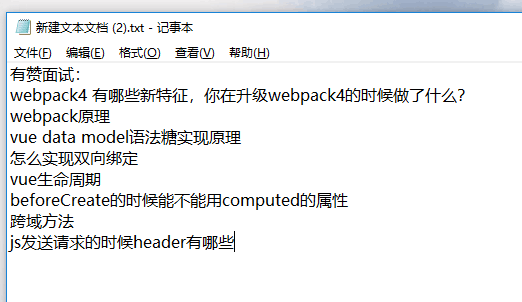 新建文本文档 (2).txt - 记事本
文件(F) 编辑(E) 格式(O) 查看(V) 帮助(H)
有赞面试：
webpack4 有哪些新特征，你在升级webpack4的时候做了什么？
webpack原理
vue data model语法糖实现原理
怎么实现双向绑定
vue生命周期
beforeCreate的时候能不能用computed的属性
跨域方法
js发送请求的时候header有哪些